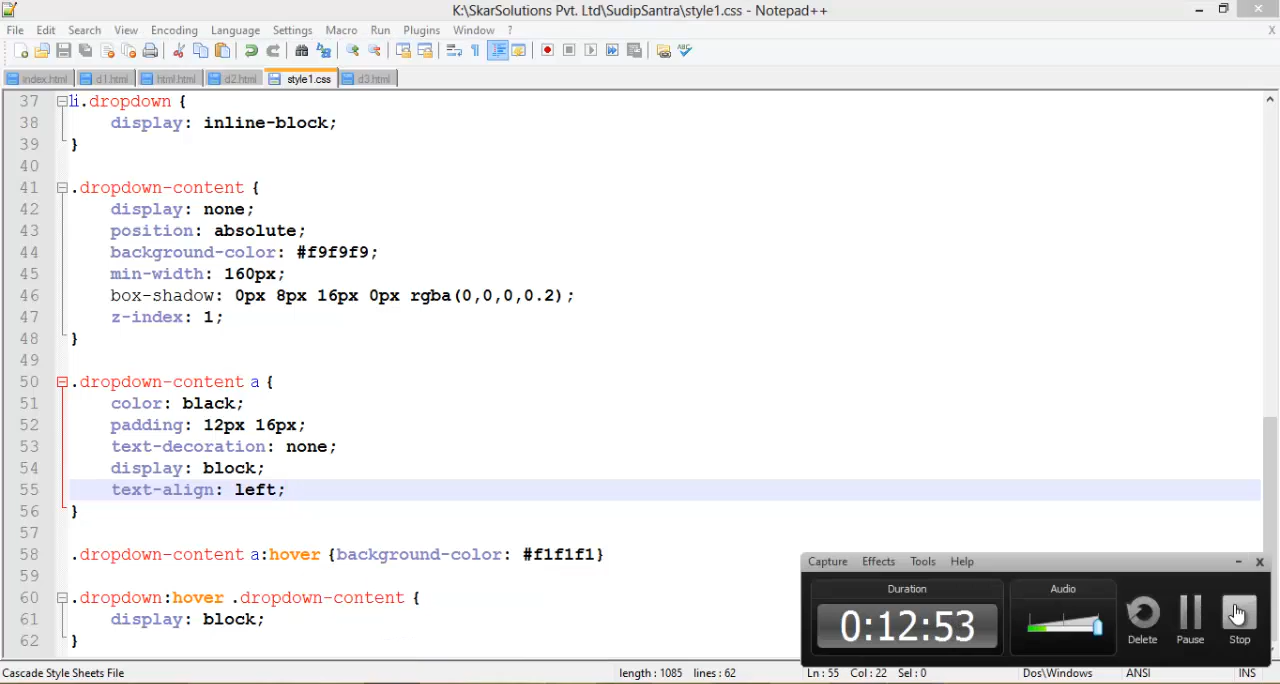 K:\SkarSolutions Pvt. Ltd\SudipSantra\style1.css - Notepad++
File Edit Search View Encoding Language Settings Macro Run Plugins Window ? X
index.html d1.html html.html d2.html style1.css d3.html
37 li.dropdown {
38 display: inline-block;
39 }
40
41 .dropdown-content {
42 display: none;
43 position: absolute;
44 background-color: #f9f9f9;
45 min-width: 160px;
46 box-shadow: 0px 8px 16px 0px rgba(0,0,0,0.2);
47 z-index: 1;
48 }
49
50 .dropdown-content a {
51 color: black;
52 padding: 12px 16px;
53 text-decoration: none;
54 display: block;
55 text-align: left;
56 }
57
58 .dropdown-content a:hover {background-color: #f1f1f1}
59
60 .dropdown:hover .dropdown-content {
61 display: block;
62 }
Capture Effects Tools Help
Duration Audio
0:12:53
Delete Pause Stop
Cascade Style Sheets File length : 1085 lines : 62 Ln : 55 Col : 22 Sel : 0 Dos\Windows ANSI INS